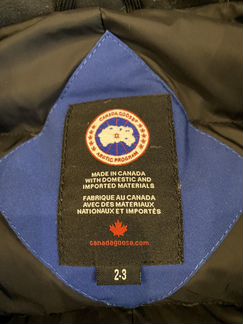 CANADA GOOSE
ARCTIC PROGRAM
MADE IN CANADA
WITH DOMESTIC AND
IMPORTED MATERIALS
FABRIQUÉ AU CANADA
AVEC DES MATÉRIAUX
NATIONAUX ET IMPORTÉS
canadagoose.com
2-3